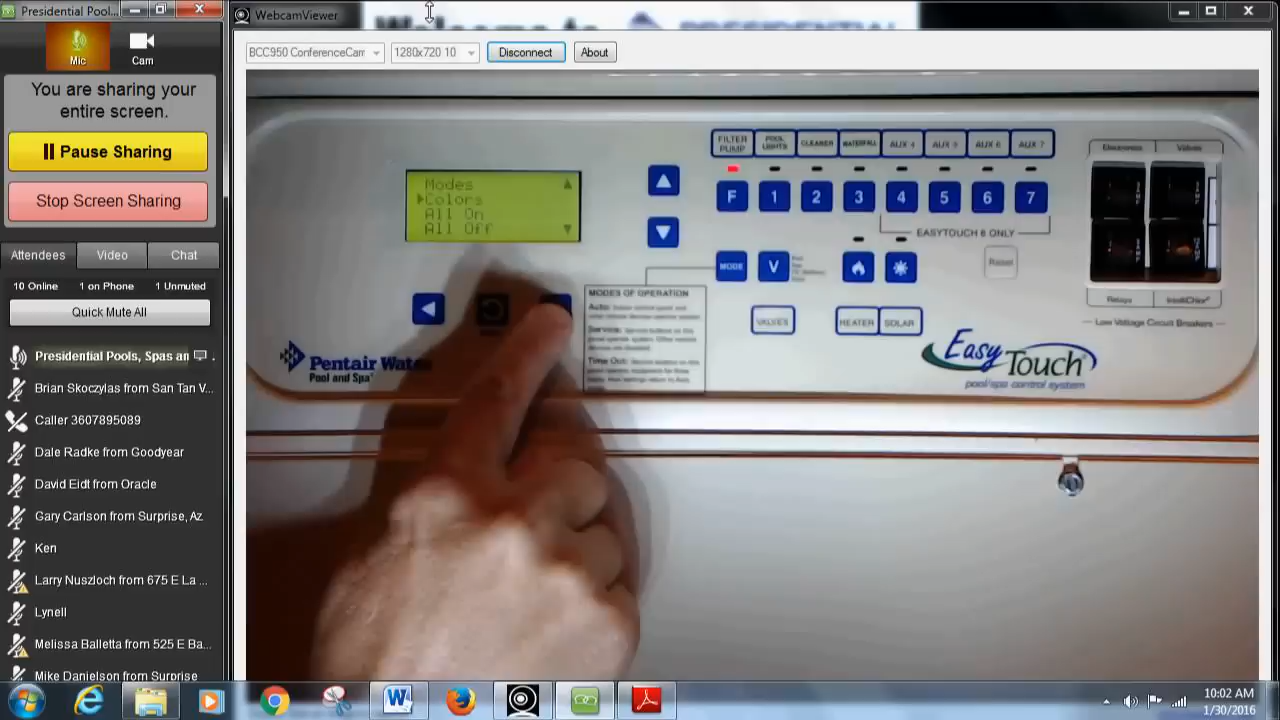 Presidential Pool...
WebcamViewer
Welcome to
PRESIDENTIAL
Mic
Cam
BCC950 ConferenceCam
1280x720 10
Disconnect
About
You are sharing your
entire screen.
Pause Sharing
Stop Screen Sharing
Attendees
Video
Chat
10 Online
1 on Phone
1 Unmuted
Quick Mute All
Presidential Pools, Spas an
Brian Skoczylas from San Tan V...
Caller 3607895089
Dale Radke from Goodyear
David Eidt from Oracle
Gary Carlson from Surprise, Az
Ken
Larry Nuszloch from 675 E La ...
Lynell
Melissa Balletta from 525 E Ba...
Mike Danielson from Surprise
Modes
Colors
All On
All Off
FILTER PUMP
POOL LIGHTS
CLEANER
WATERFALL
AUX 4
AUX 5
AUX 6
AUX 7
F
1
2
3
4
5
6
7
EASYTOUCH 8 ONLY
MODE
V
Reset
VALVES
HEATER
SOLAR
MODES OF OPERATION
Auto:
Service:
Time Out:
Pentair Wate
Pool and Spa®
EasyTouch®
pool/spa control system
Electronics
Valves
Relays
IntelliChlor®
Low Voltage Circuit Breakers
10:02 AM
1/30/2016